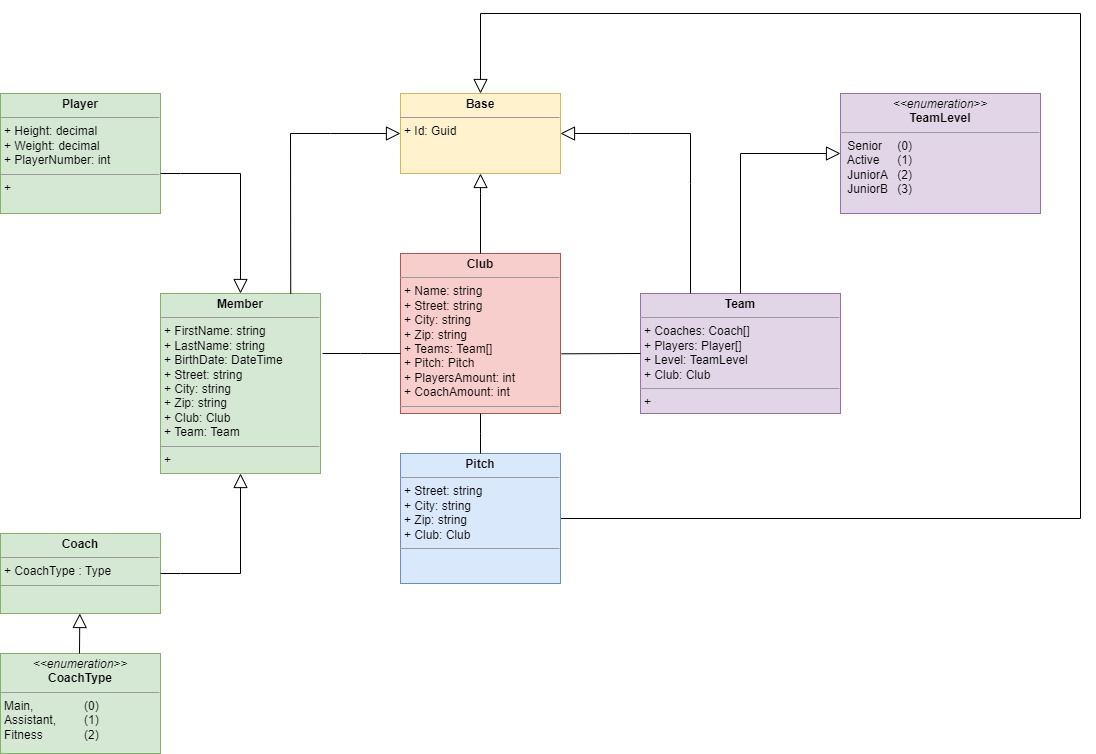 Player
+ Height: decimal
+ Weight: decimal
+ PlayerNumber: int
+
Base
+ Id: Guid
<<enumeration>>
TeamLevel
Senior (0)
Active (1)
JuniorA (2)
JuniorB (3)
Member
+ FirstName: string
+ LastName: string
+ BirthDate: DateTime
+ Street: string
+ City: string
+ Zip: string
+ Club: Club
+ Team: Team
+
Club
+ Name: string
+ Street: string
+ City: string
+ Zip: string
+ Teams: Team[]
+ Pitch: Pitch
+ PlayersAmount: int
+ CoachAmount: int
Team
+ Coaches: Coach[]
+ Players: Player[]
+ Level: TeamLevel
+ Club: Club
+
Pitch
+ Street: string
+ City: string
+ Zip: string
+ Club: Club
Coach
+ CoachType : Type
<<enumeration>>
CoachType
Main, (0)
Assistant, (1)
Fitness (2)